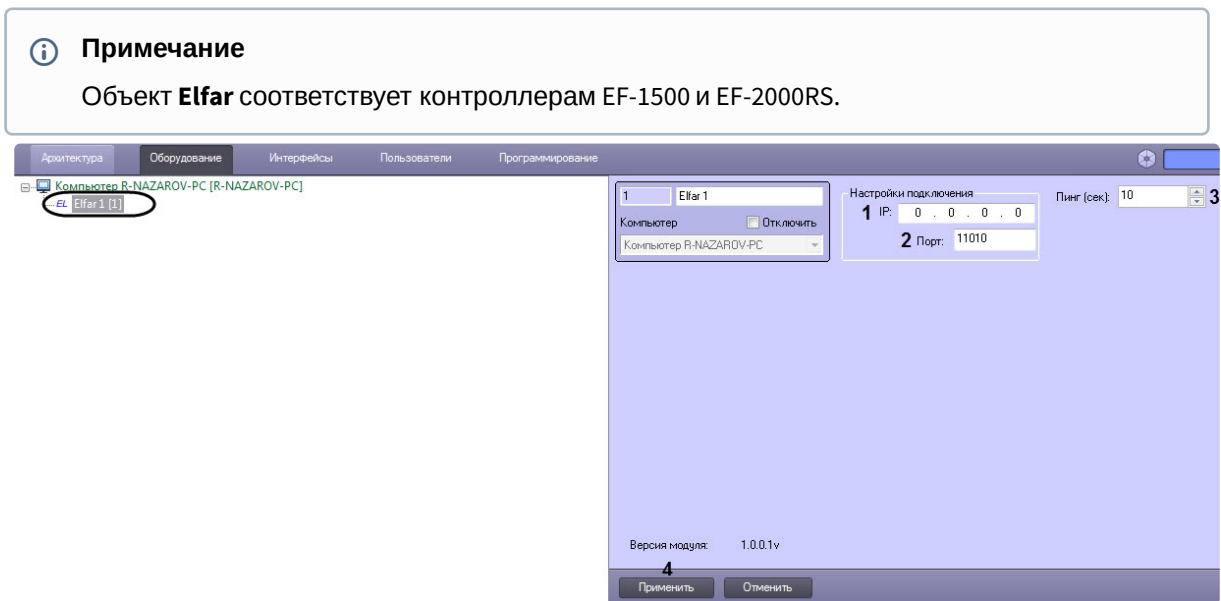 Примечание
Объект Elfar соответствует контроллерам EF-1500 и EF-2000RS.
Архитектура Оборудование Интерфейсы Пользователи Программирование
Компьютер R-NAZAROV-PC [R-NAZAROV-PC]
EL Elfar 1 [1]
1 Elfar 1
Компьютер Отключить
Компьютер R-NAZAROV-PC
Настройки подключения
1 IP: 0 . 0 . 0 . 0
2 Порт: 11010
Пинг (сек): 10 3
Версия модуля: 1.0.0.1v
4
Применить Отменить